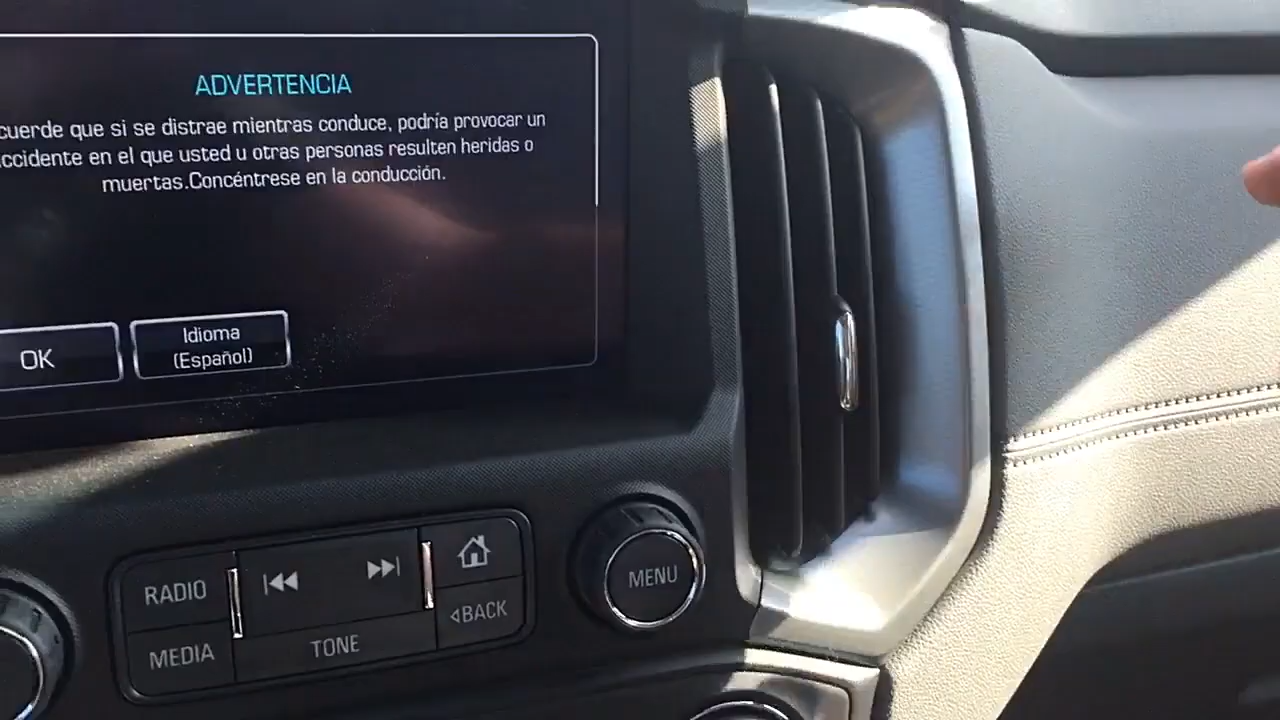 ADVERTENCIA
cuerde que si se distrae mientras conduce, podría provocar un
ccidente en el que usted u otras personas resulten heridas o
muertas.Concéntrese en la conducción.
OK
Idioma
(Español)
RADIO
MEDIA
TONE
BACK
MENU